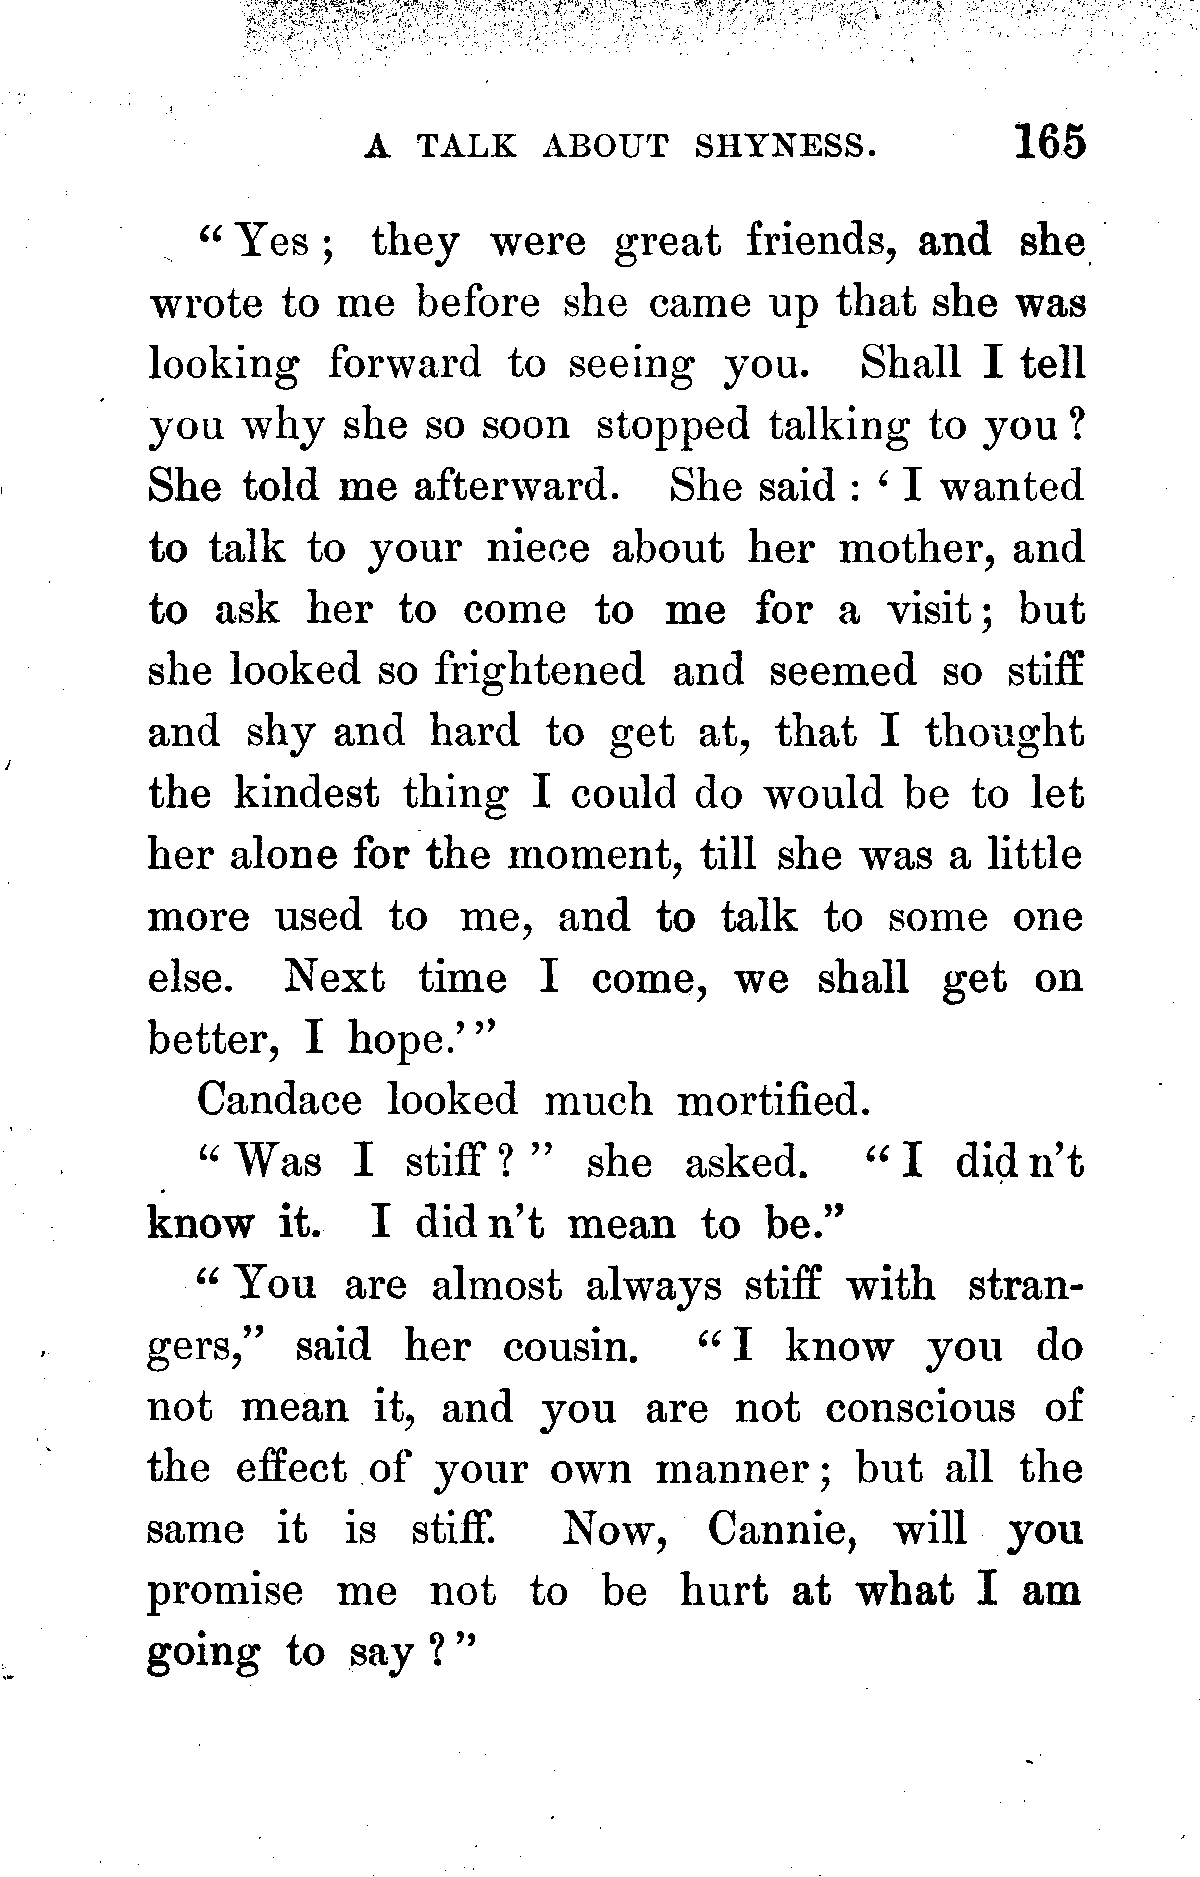 A TALK ABOUT SHYNESS. 165
"Yes; they were great friends, and she
wrote to me before she came up that she was
looking forward to seeing you. Shall I tell
you why she so soon stopped talking to you?
She told me afterward. She said: 'I wanted
to talk to your niece about her mother, and
to ask her to come to me for a visit; but
she looked so frightened and seemed so stiff
and shy and hard to get at, that I thought
the kindest thing I could do would be to let
her alone for the moment, till she was a little
more used to me, and to talk to some one
else. Next time I come, we shall get on
better, I hope.'"
Candace looked much mortified.
"Was I stiff?" she asked. "I did n't
know it. I did n't mean to be."
"You are almost always stiff with stran-
gers," said her cousin. "I know you do
not mean it, and you are not conscious of
the effect of your own manner; but all the
same it is stiff. Now, Cannie, will you
promise me not to be hurt at what I am
going to say?"